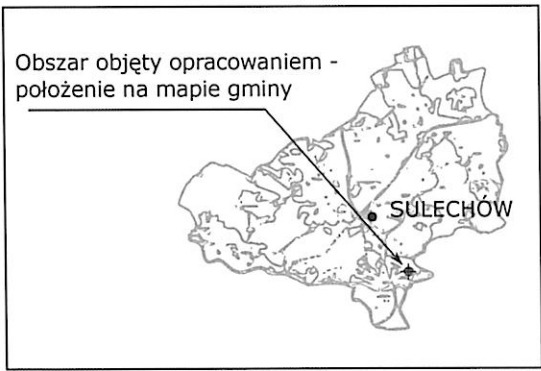 Obszar objęty opracowaniem -
położenie na mapie gminy
SULECHÓW